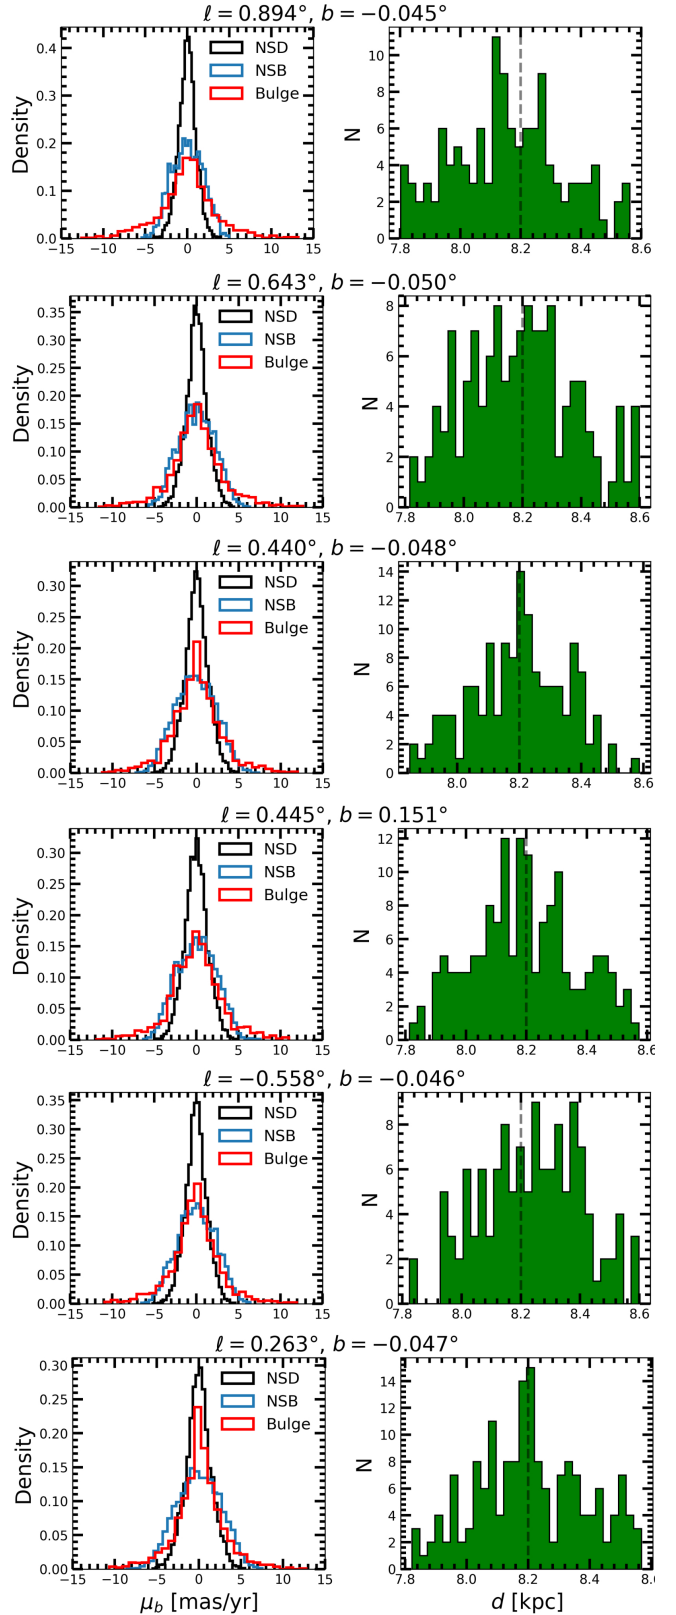 ℓ = 0.894°, b = −0.045°
Density
0.4
0.3
0.2
0.1
0.0
−15 −10 −5 0 5 10 15
NSD
NSB
Bulge
N
10
8
6
4
2
0
8.0 8.2 8.4 8.6
ℓ = 0.643°, b = −0.050°
Density
0.35
0.30
0.25
0.20
0.15
0.10
0.05
0.00
−15 −10 −5 0 5 10 15
NSD
NSB
Bulge
N
8
6
4
2
0
7.8 8.0 8.2 8.4 8.6
ℓ = 0.440°, b = −0.048°
Density
0.30
0.25
0.20
0.15
0.10
0.05
0.00
−15 −10 −5 0 5 10 15
NSD
NSB
Bulge
N
14
12
10
8
6
4
2
0
8.0 8.2 8.4 8.6
ℓ = 0.445°, b = 0.151°
Density
0.30
0.25
0.20
0.15
0.10
0.05
0.00
−15 −10 −5 0 5 10 15
NSD
NSB
Bulge
N
12
10
8
6
4
2
0
7.8 8.0 8.2 8.4 8.6
ℓ = −0.558°, b = −0.046°
Density
0.35
0.30
0.25
0.20
0.15
0.10
0.05
0.00
−15 −10 −5 0 5 10 15
NSD
NSB
Bulge
N
8
6
4
2
0
7.8 8.0 8.2 8.4 8.6
ℓ = 0.263°, b = −0.047°
Density
0.30
0.25
0.20
0.15
0.10
0.05
0.00
−15 −10 −5 0 5 10 15
NSD
NSB
Bulge
μb [mas/yr]
N
14
12
10
8
6
4
2
0
7.8 8.0 8.2 8.4 8.6
d [kpc]